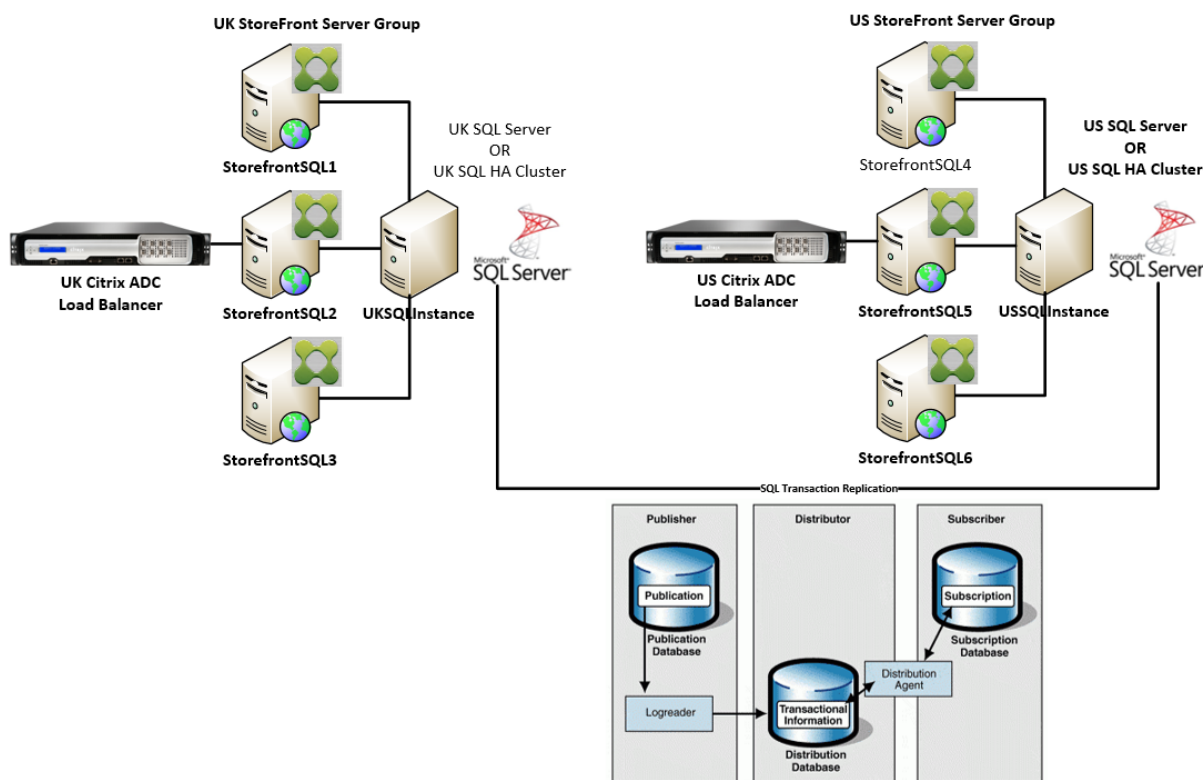 UK StoreFront Server Group
StorefrontSQL1
UK SQL Server
OR
UK SQL HA Cluster
UK Citrix ADC
Load Balancer
StorefrontSQL2
UKSQLInstance
Microsoft®
SQL Server
StorefrontSQL3
US StoreFront Server Group
StorefrontSQL4
US SQL Server
OR
US SQL HA Cluster
US Citrix ADC
Load Balancer
StorefrontSQL5
USSQLInstance
Microsoft®
SQL Server
StorefrontSQL6
SQL Transaction Replication
Publisher
Distributor
Subscriber
Publication
Publication
Database
Logreader
Transactional
Information
Distribution
Database
Distribution
Agent
Subscription
Subscription
Database